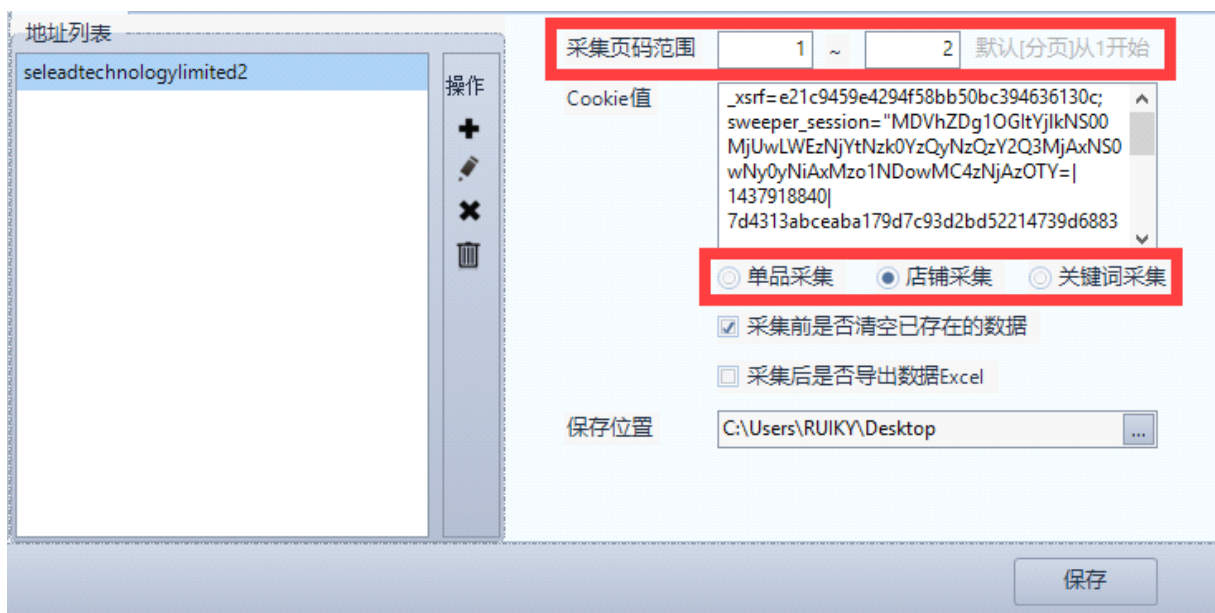 地址列表
seleadtechnologylimited2
操作
采集页码范围 1 ~ 2 默认[分页]从1开始
Cookie值
_xsrf=e21c9459e4294f58bb50bc394636130c;
sweeper_session="MDVhZDg1OGItYjlkNS00
MjUwLWEzNjYtNzk0YzQyNzQzY2Q3MjAxNS0
wNy0yNiAxMzo1NDowMC4zNjAzOTY=|
1437918840|
7d4313abceaba179d7c93d2bd52214739d6883
单品采集 店铺采集 关键词采集
采集前是否清空已存在的数据
采集后是否导出数据Excel
保存位置 C:\Users\RUIKY\Desktop ...
保存